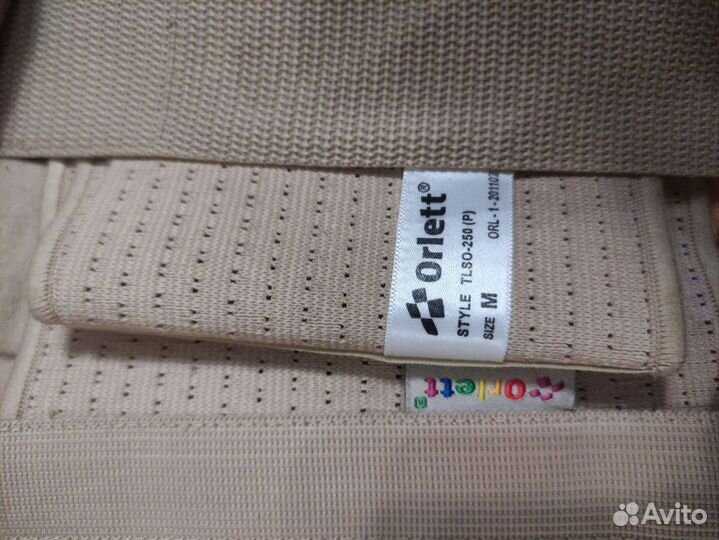 Orlett®
STYLE TLSO-250 (P)
SIZE M
Orlett®
Avito